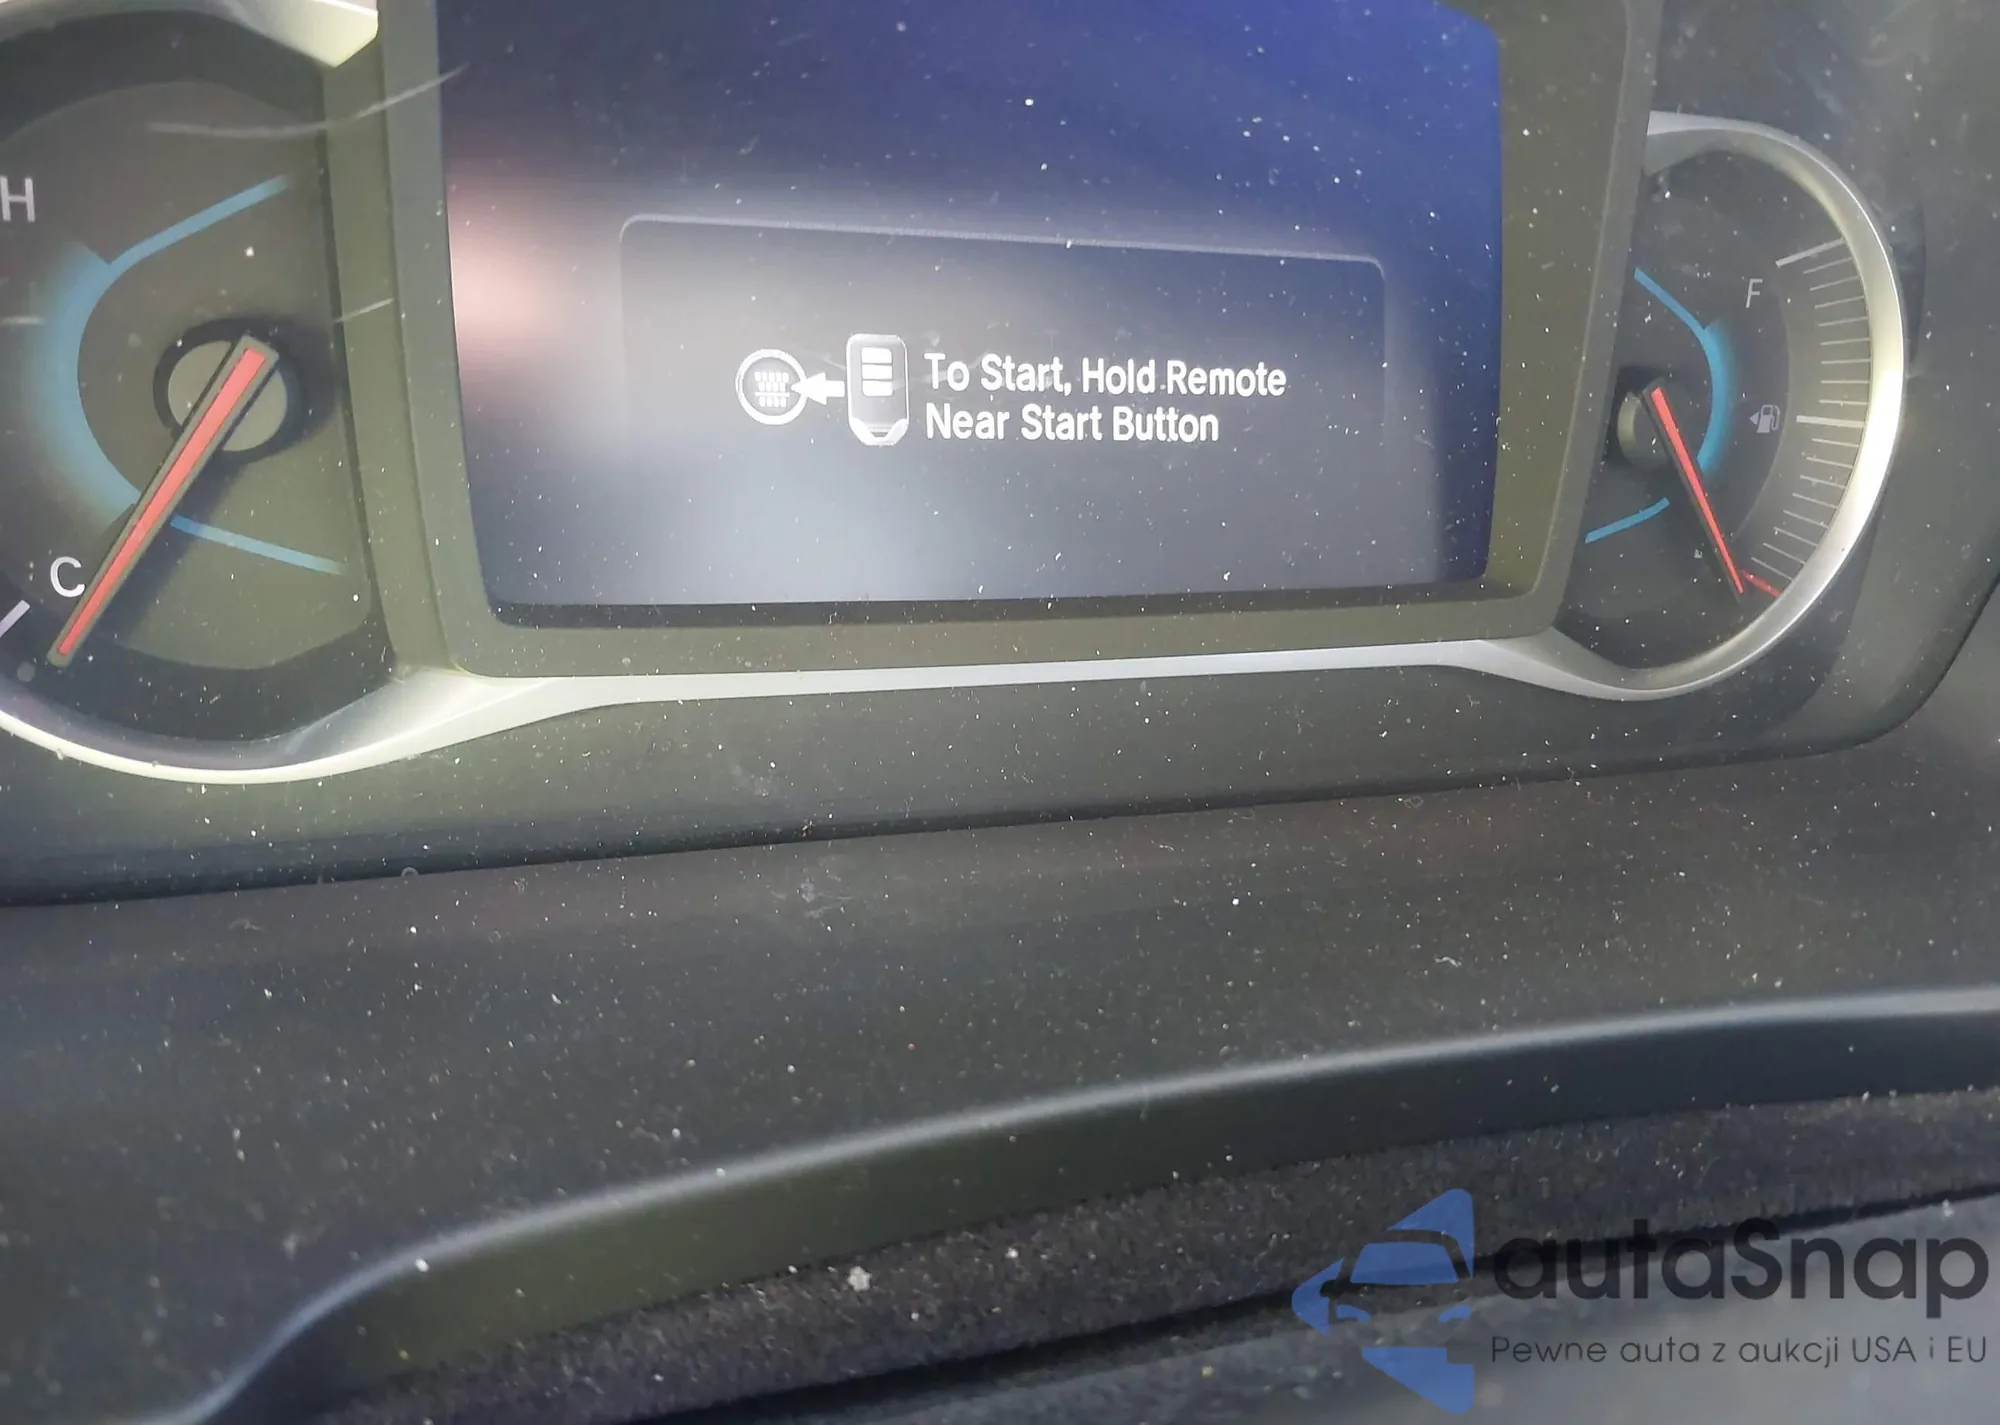 H
C
To Start, Hold Remote
Near Start Button
F
autaSnap
Pewne auta z aukcji USA i EU